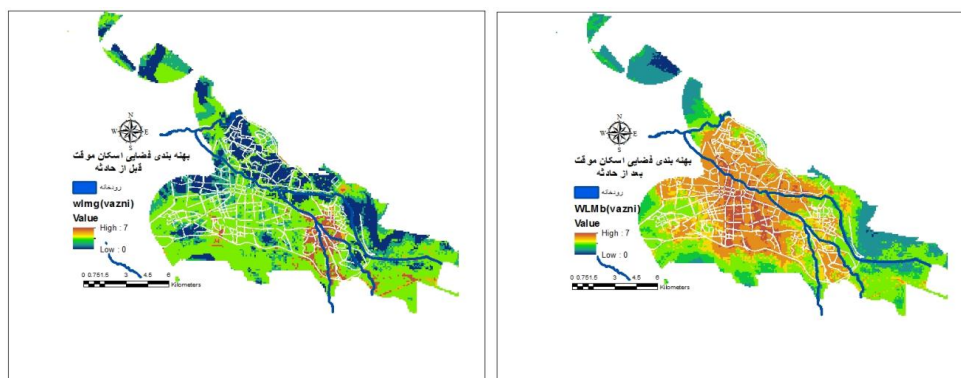 N
W E
S
بهنه بندی فضایی اسکان موقت
قبل از حادثه
رودخانه
wlmg(vazni)
Value
High : 7
Low : 0
0 0.751.5 3 4.5 6
Kilometers
N
W E
S
بهنه بندی فضایی اسکان موقت
بعد از حادثه
رودخانه
WLMb(vazni)
Value
High : 7
Low : 0
0 0.751.5 3 4.5 6
Kilometers